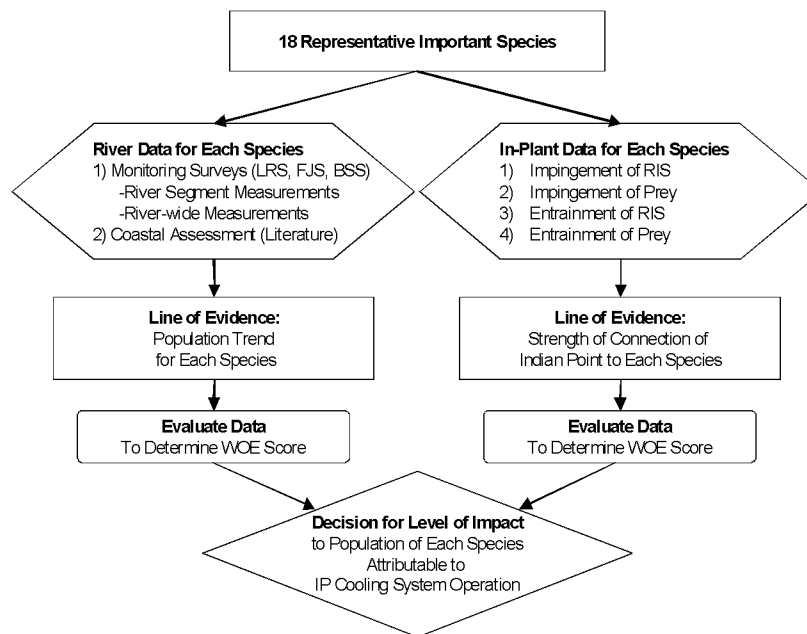 18 Representative Important Species
River Data for Each Species
1) Monitoring Surveys (LRS, FJS, BSS)
-River Segment Measurements
-River-wide Measurements
2) Coastal Assessment (Literature)
In-Plant Data for Each Species
1) Impingement of RIS
2) Impingement of Prey
3) Entrainment of RIS
4) Entrainment of Prey
Line of Evidence:
Population Trend
for Each Species
Line of Evidence:
Strength of Connection of
Indian Point to Each Species
Evaluate Data
To Determine WOE Score
Evaluate Data
To Determine WOE Score
Decision for Level of Impact
to Population of Each Species
Attributable to
IP Cooling System Operation